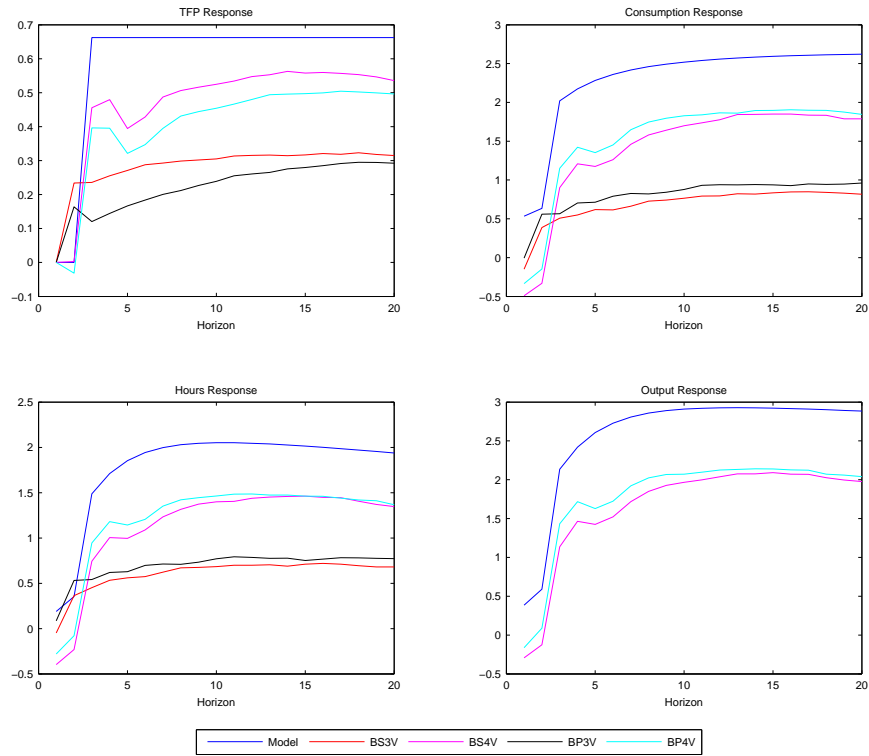 TFP Response
0.7
0.6
0.5
0.4
0.3
0.2
0.1
0
−0.1
0 5 10 15 20
Horizon
Consumption Response
3
2.5
2
1.5
1
0.5
0
−0.5
0 5 10 15 20
Horizon
Hours Response
2.5
2
1.5
1
0.5
0
−0.5
0 5 10 15 20
Horizon
Output Response
3
2.5
2
1.5
1
0.5
0
−0.5
0 5 10 15 20
Horizon
Model BS3V BS4V BP3V BP4V